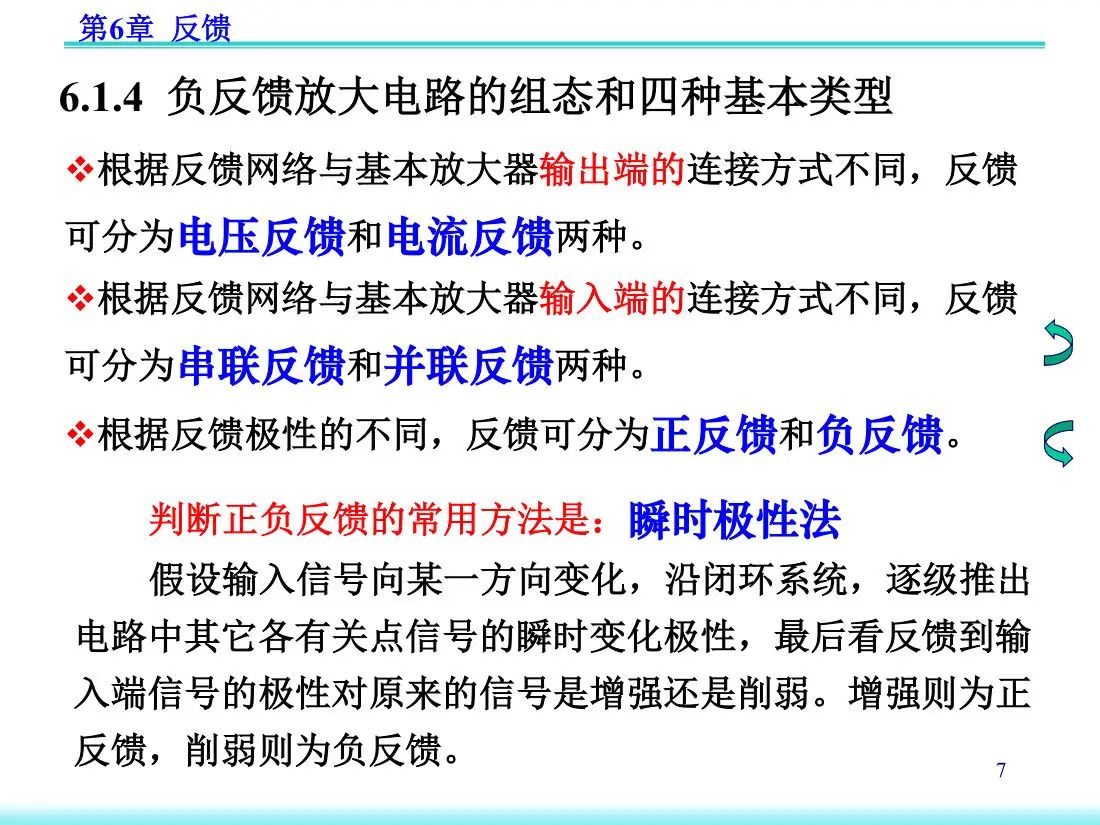 第6章 反馈
6.1.4 负反馈放大电路的组态和四种基本类型
❖根据反馈网络与基本放大器输出端的连接方式不同，反馈
可分为电压反馈和电流反馈两种。
❖根据反馈网络与基本放大器输入端的连接方式不同，反馈
可分为串联反馈和并联反馈两种。
❖根据反馈极性的不同，反馈可分为正反馈和负反馈。
判断正负反馈的常用方法是：瞬时极性法
假设输入信号向某一方向变化，沿闭环系统，逐级推出
电路中其它各有关点信号的瞬时变化极性，最后看反馈到输
入端信号的极性对原来的信号是增强还是削弱。增强则为正
反馈，削弱则为负反馈。
7